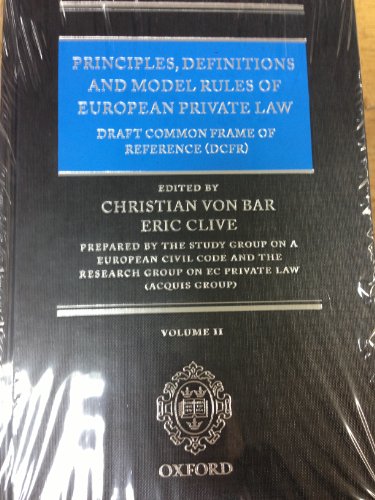 PRINCIPLES, DEFINITIONS
AND MODEL RULES OF
EUROPEAN PRIVATE LAW
DRAFT COMMON FRAME OF
REFERENCE (DCFR)
EDITED BY
CHRISTIAN VON BAR
ERIC CLIVE
PREPARED BY THE STUDY GROUP ON A
EUROPEAN CIVIL CODE AND THE
RESEARCH GROUP ON EC PRIVATE LAW
(ACQUIS GROUP)
VOLUME II
OXFORD